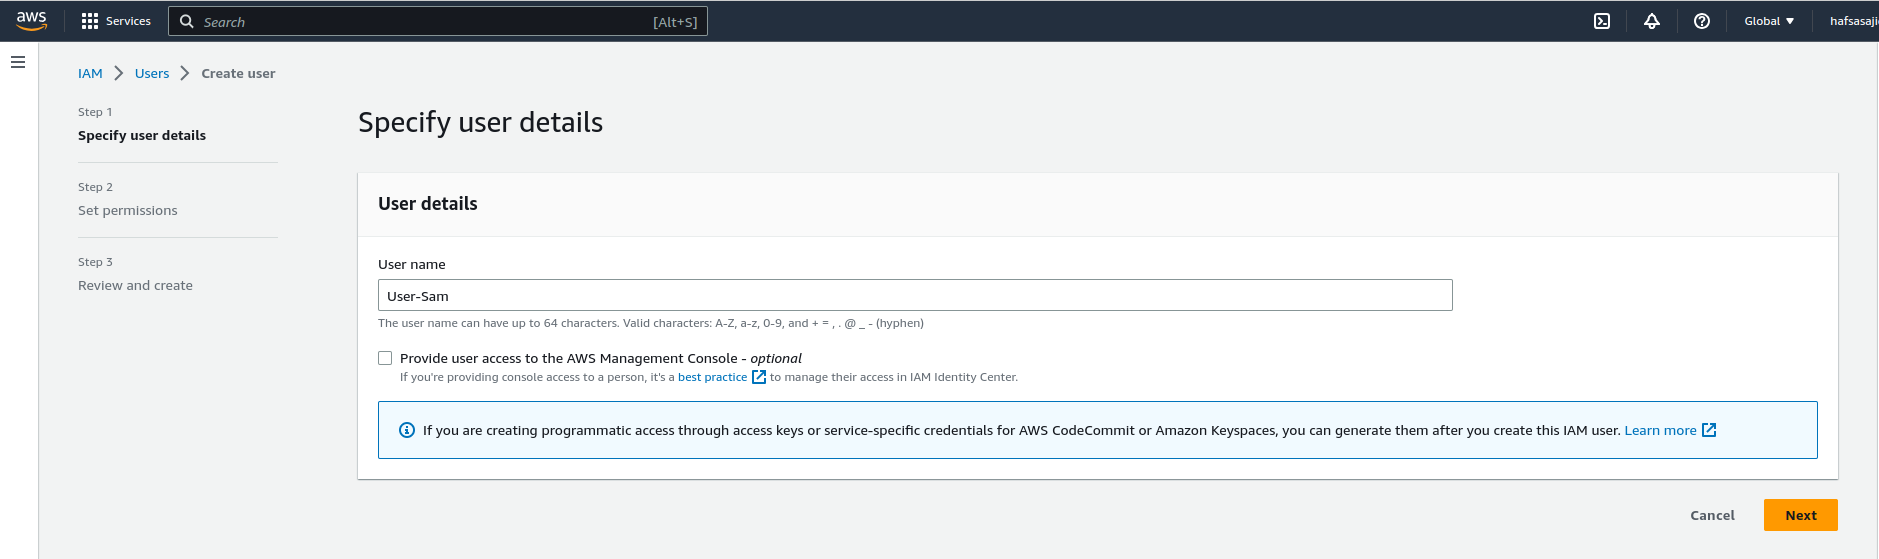 aws Services Search [Alt+S] Global hafsasaji
IAM Users Create user
Step 1
Specify user details
Step 2
Set permissions
Step 3
Review and create
Specify user details
User details
User name
User-Sam
The user name can have up to 64 characters. Valid characters: A-Z, a-z, 0-9, and + = , . @ _ - (hyphen)
Provide user access to the AWS Management Console - optional
If you're providing console access to a person, it's a best practice to manage their access in IAM Identity Center.
If you are creating programmatic access through access keys or service-specific credentials for AWS CodeCommit or Amazon Keyspaces, you can generate them after you create this IAM user. Learn more
Cancel Next